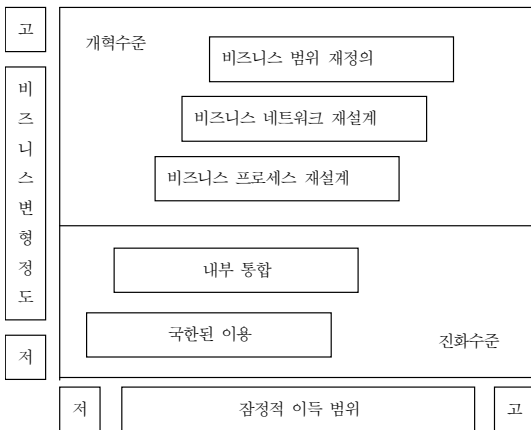 고
개혁수준
비즈니스 범위 재정의
비즈니스 네트워크 재설계
비즈니스 프로세스 재설계
비즈니스변형정도
내부 통합
국한된 이용
진화수준
저
저
잠정적 이득 범위
고